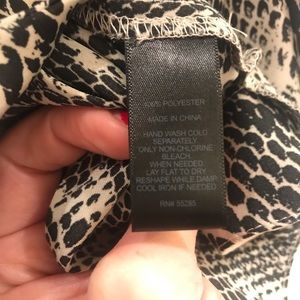 100% POLYESTER
MADE IN CHINA
HAND WASH COLD
SEPARATELY
ONLY NON-CHLORINE
BLEACH.
WHEN NEEDED.
LAY FLAT TO DRY
RESHAPE WHILE DAMP
COOL IRON IF NEEDED.
RN# 55285